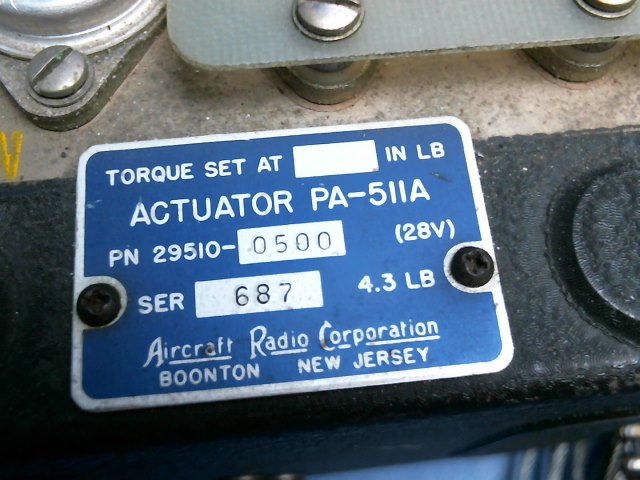 TORQUE SET AT IN LB
ACTUATOR PA-511A
PN 29510-0500 (28V)
SER 687 4.3 LB
Aircraft Radio Corporation
BOONTON NEW JERSEY